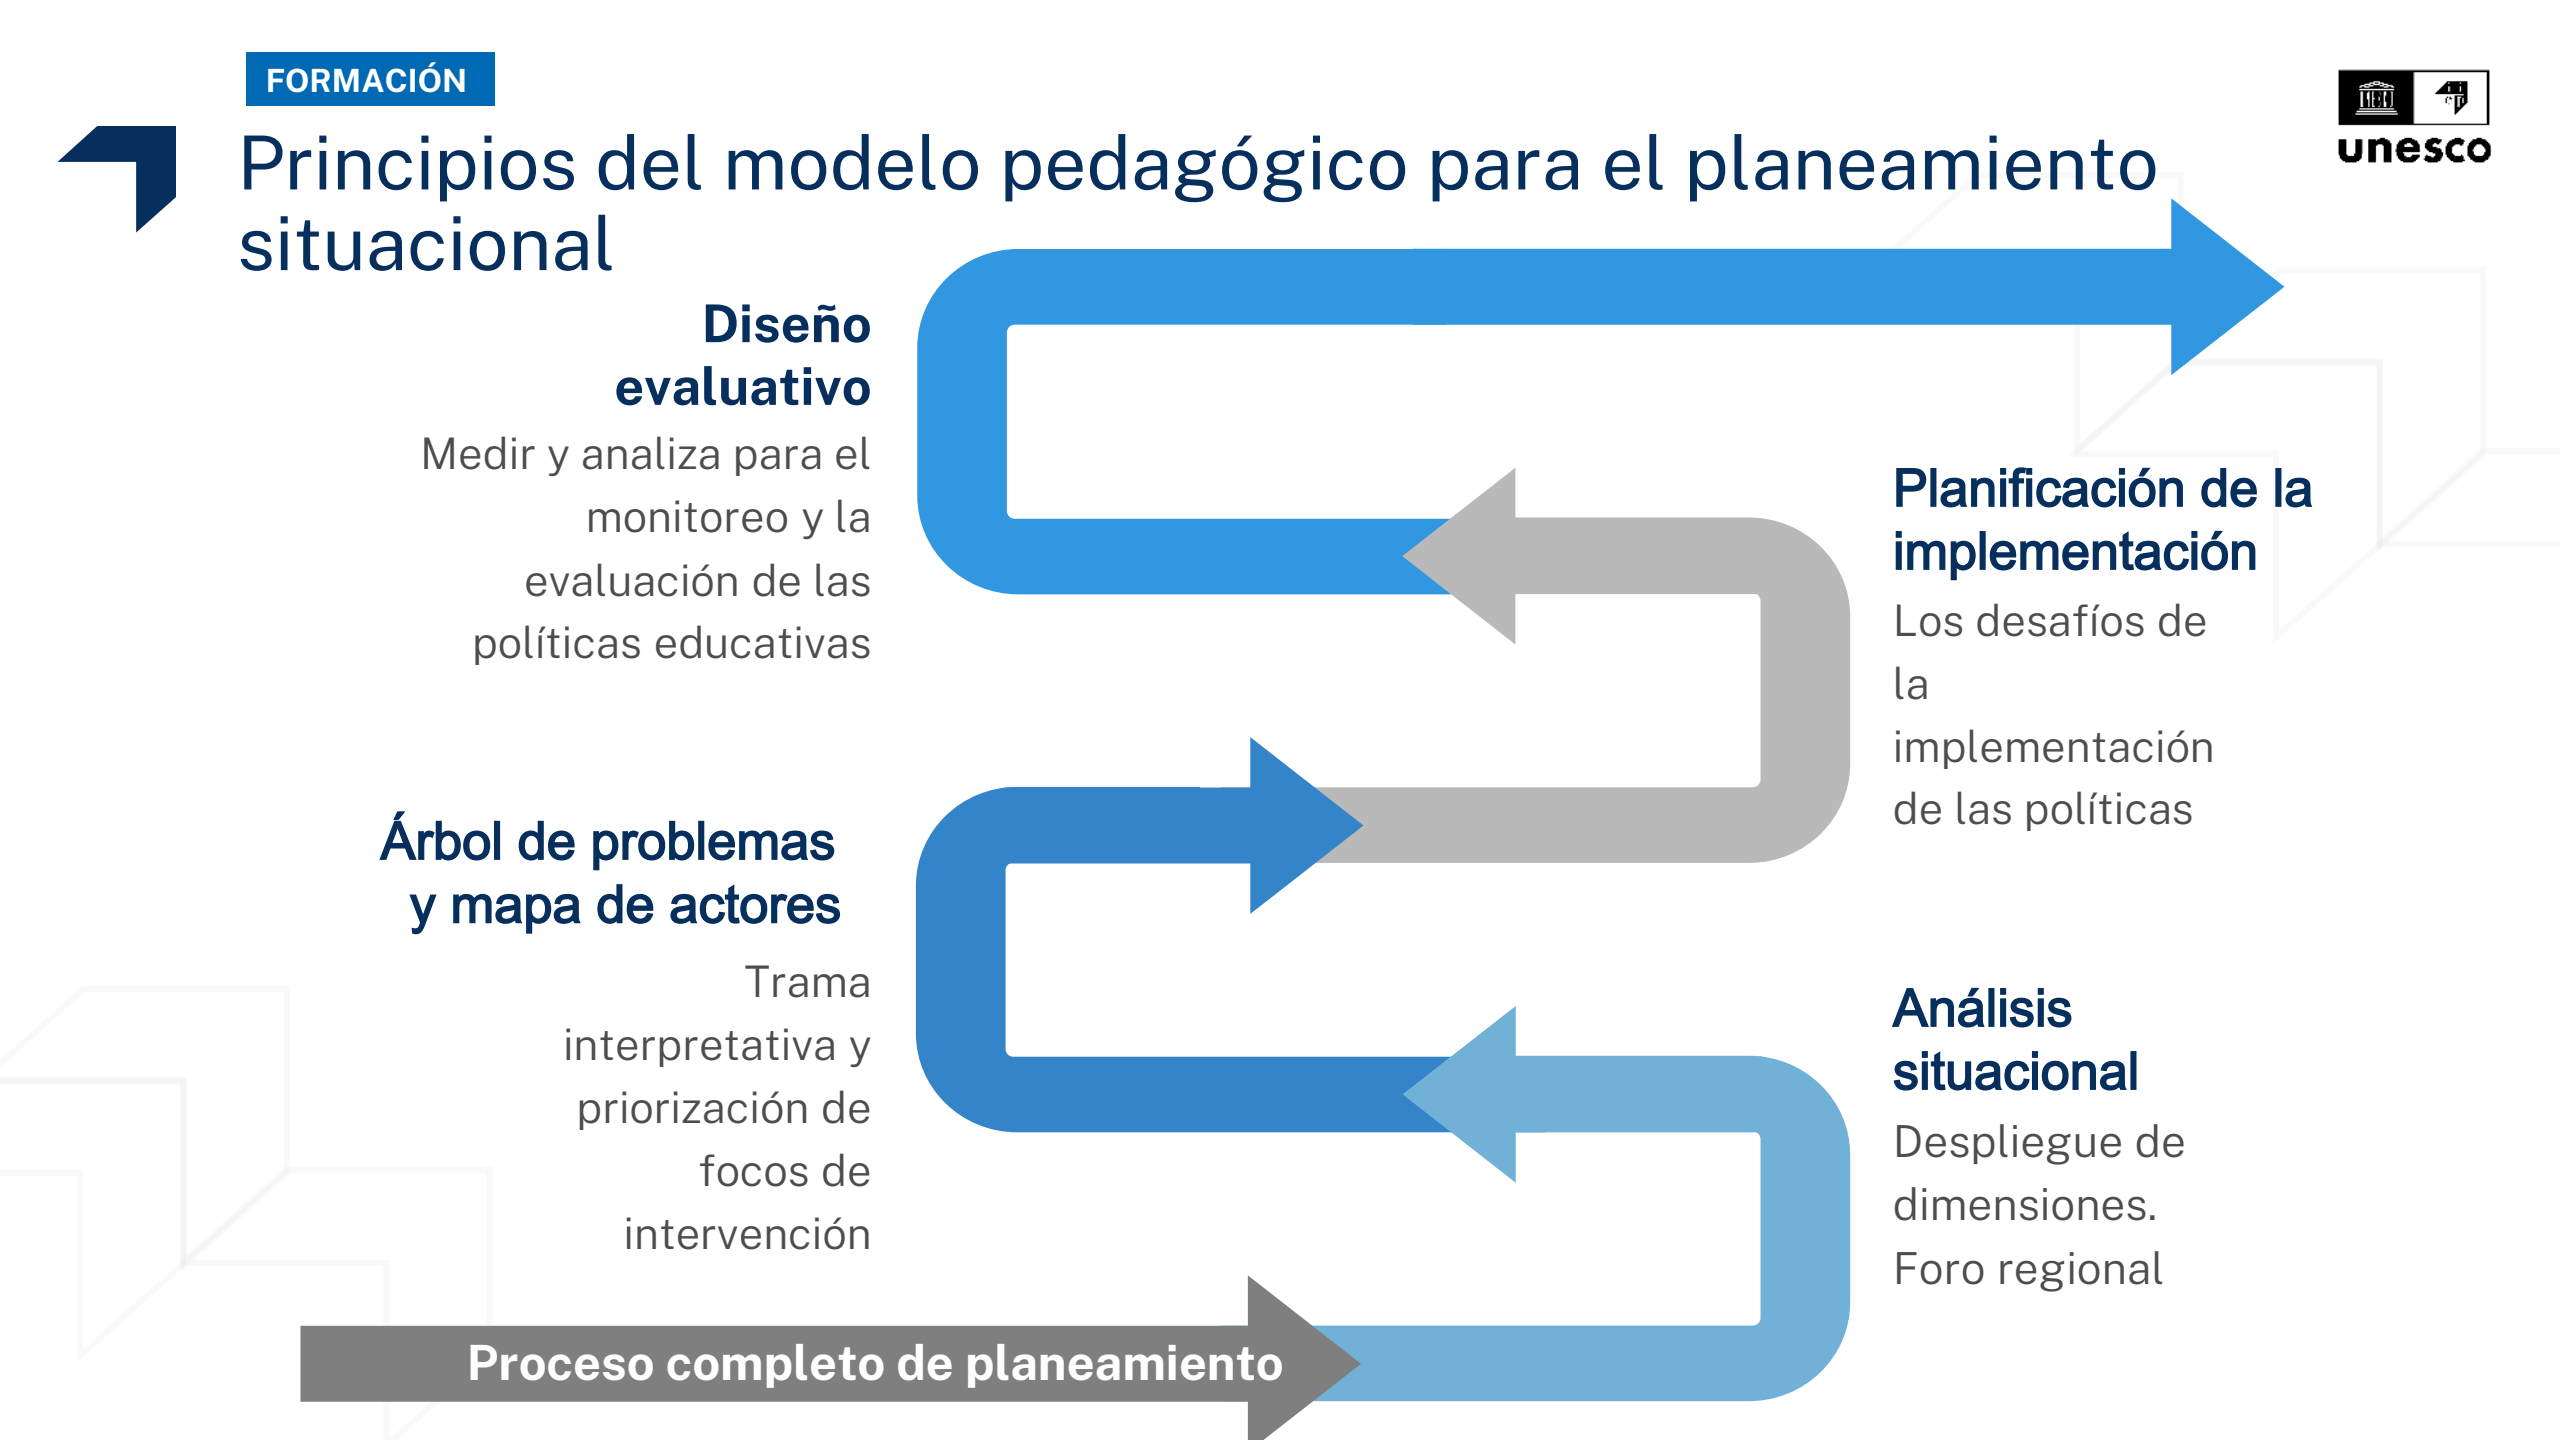 FORMACIÓN
Principios del modelo pedagógico para el planeamiento
situacional
unesco
Diseño
evaluativo
Medir y analiza para el
monitoreo y la
evaluación de las
políticas educativas
Planificación de la
implementación
Los desafíos de
la
implementación
de las políticas
Árbol de problemas
y mapa de actores
Trama
interpretativa y
priorización de
focos de
intervención
Análisis
situacional
Despliegue de
dimensiones.
Foro regional
Proceso completo de planeamiento